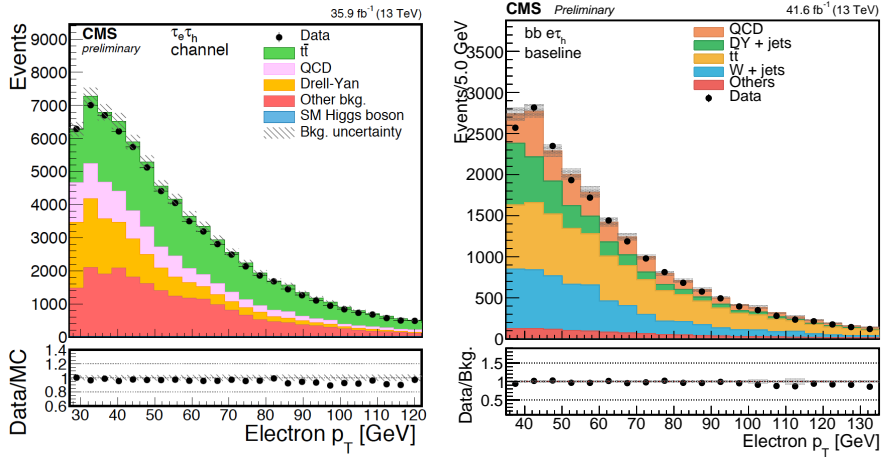 35.9 fb⁻¹ (13 TeV)
CMS
preliminary
τₑτₕ
channel
Data
tt̄
QCD
Drell-Yan
Other bkg.
SM Higgs boson
Bkg. uncertainty
Events
9000
8000
7000
6000
5000
4000
3000
2000
1000
0
Data/MC
1.4
1.2
1
0.8
0.6
30 40 50 60 70 80 90 100 110 120
Electron p_T [GeV]
CMS Preliminary 41.6 fb⁻¹ (13 TeV)
bb eτₕ
baseline
QCD
DY + jets
tt
W + jets
Others
Data
Events/5.0 GeV
3500
3000
2500
2000
1500
1000
500
0
Data/Bkg.
1.5
1.0
0.5
40 50 60 70 80 90 100 110 120 130
Electron p_T [GeV]